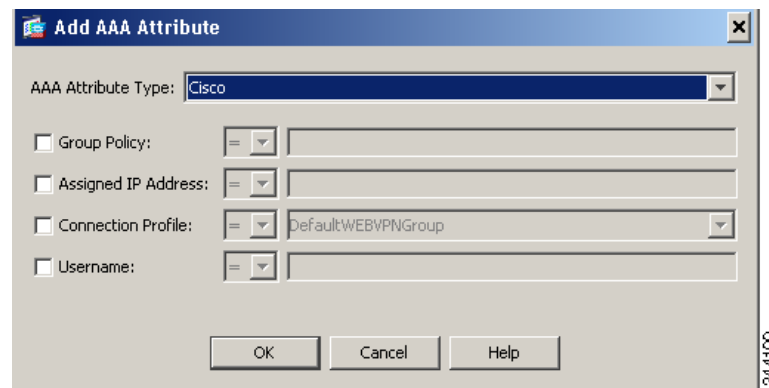 Add AAA Attribute
AAA Attribute Type: Cisco
Group Policy: =
Assigned IP Address: =
Connection Profile: = DefaultWEBVPNGroup
Username: =
OK Cancel Help